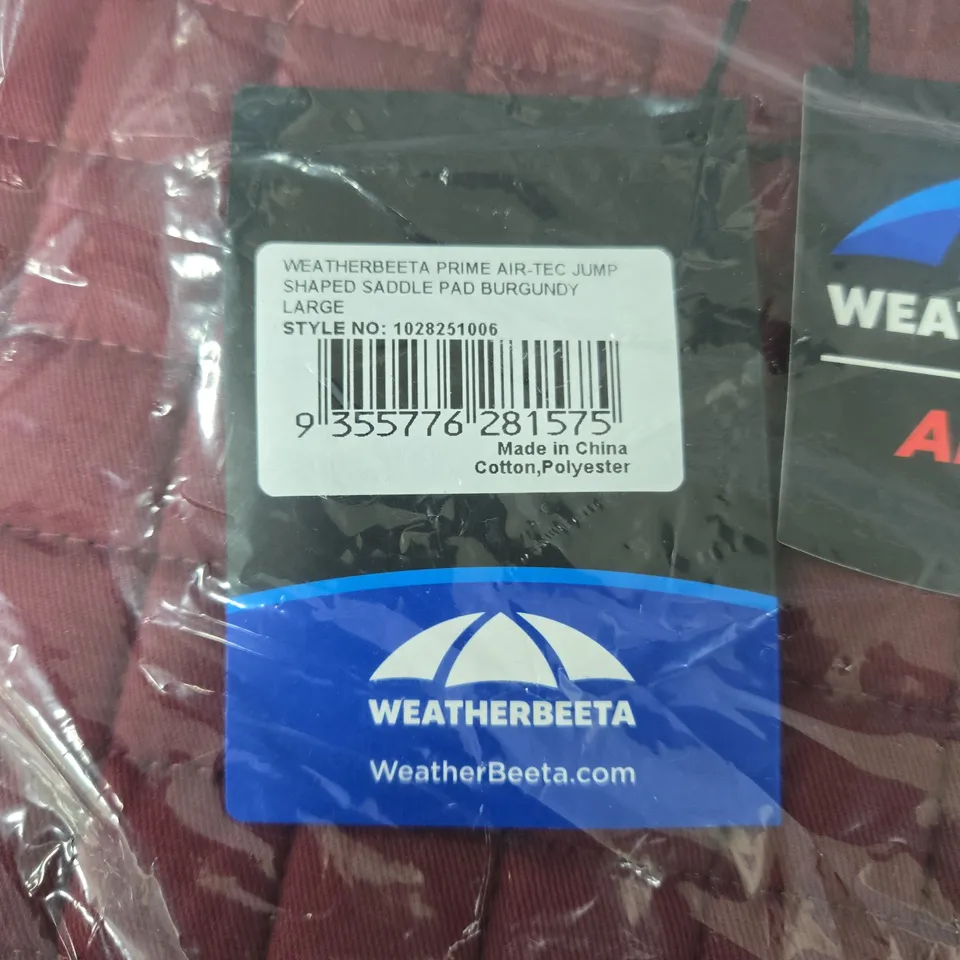 WEATHERBEETA PRIME AIR-TEC JUMP
SHAPED SADDLE PAD BURGUNDY
LARGE
STYLE NO: 1028251006
9 355776 281575
Made in China
Cotton,Polyester
WEATHERBEETA
WeatherBeeta.com
WEA
A